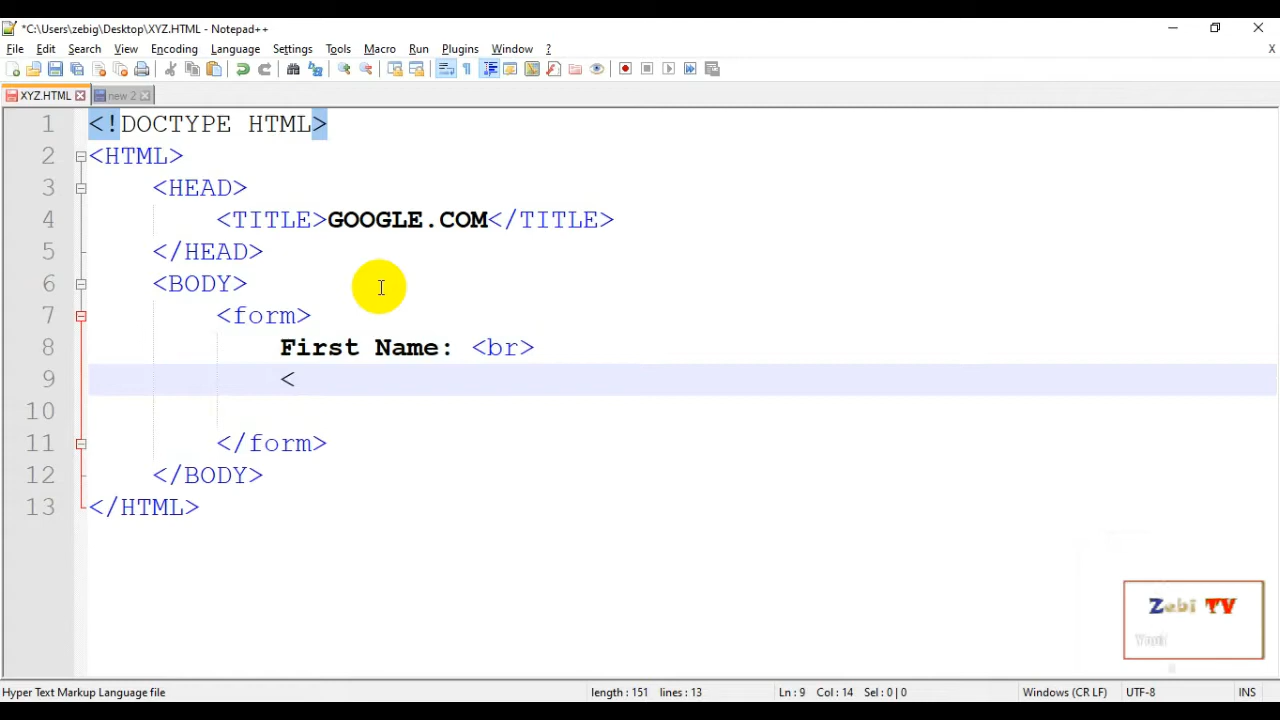 *C:\Users\zebig\Desktop\XYZ.HTML - Notepad++
File Edit Search View Encoding Language Settings Tools Macro Run Plugins Window ? X
XYZ.HTML new 2
1 <!DOCTYPE HTML>
2 <HTML>
3 <HEAD>
4 <TITLE>GOOGLE.COM</TITLE>
5 </HEAD>
6 <BODY>
7 <form>
8 First Name: <br>
9 <
10
11 </form>
12 </BODY>
13 </HTML>
Zebi TV
Hyper Text Markup Language file length : 151 lines : 13 Ln : 9 Col : 14 Sel : 0 | 0 Windows (CR LF) UTF-8 INS